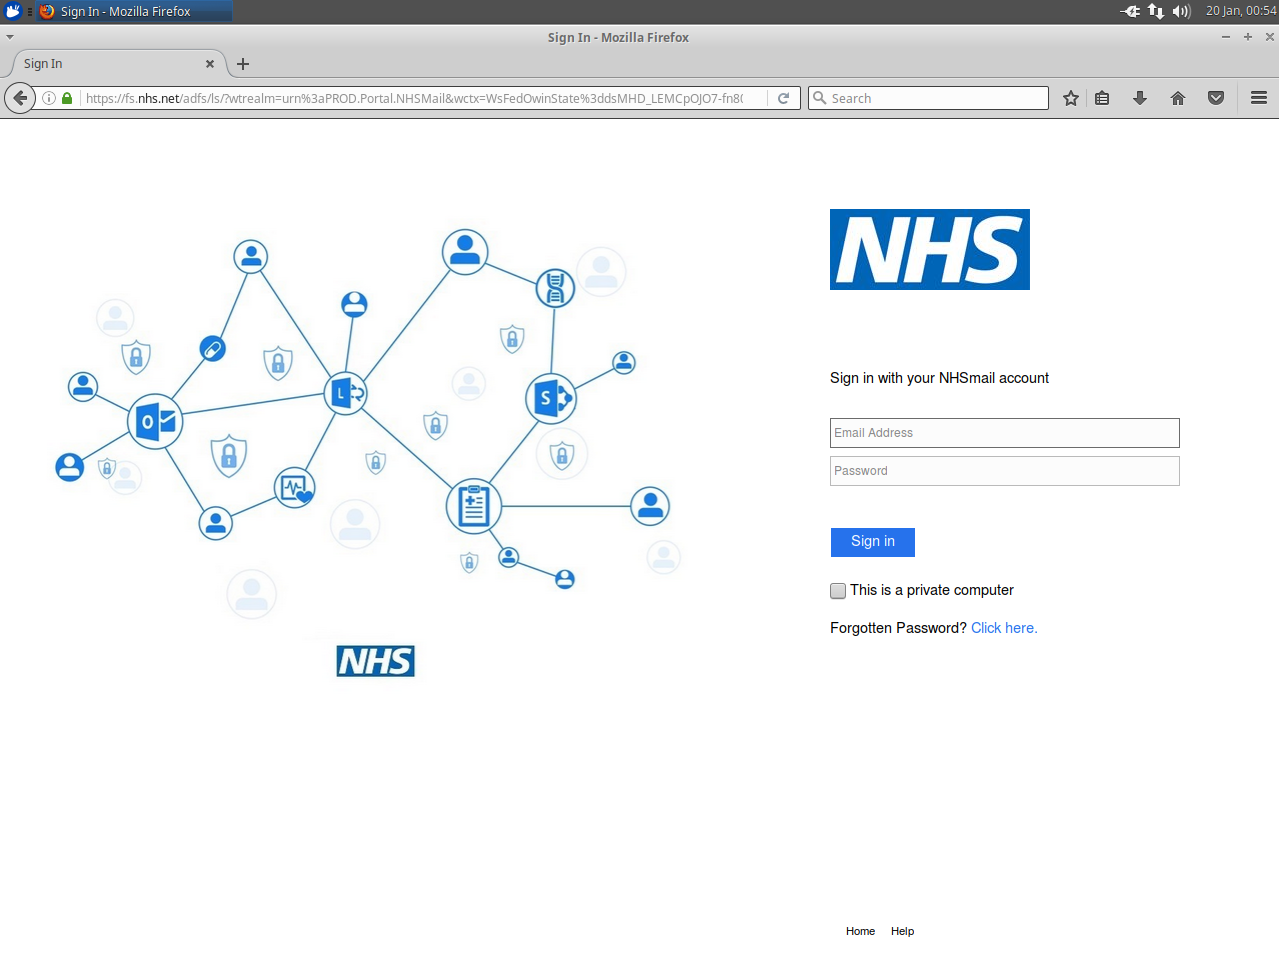 Sign In - Mozilla Firefox
20 Jan, 00:54
Sign In - Mozilla Firefox
Sign In
https://fs.nhs.net/adfs/ls/?wtrealm=urn%3aPROD.Portal.NHSMail&wctx=WsFedOwinState%3ddsMHD_LEMCpOJO7-fn8(
Search
NHS
Sign in with your NHSmail account
Email Address
Password
Sign in
This is a private computer
Forgotten Password? Click here.
O
L
S
NHS
Home Help